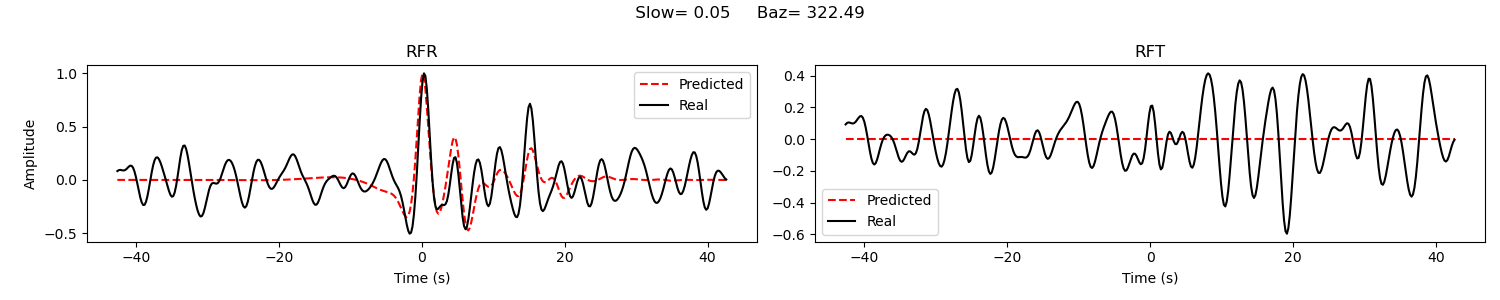 Slow= 0.05 Baz= 322.49
RFR
Amplitude
1.0
0.5
0.0
−0.5
Predicted
Real
−40
−20
0
20
40
Time (s)
RFT
0.4
0.2
0.0
−0.2
−0.4
−0.6
Predicted
Real
−40
−20
0
20
40
Time (s)